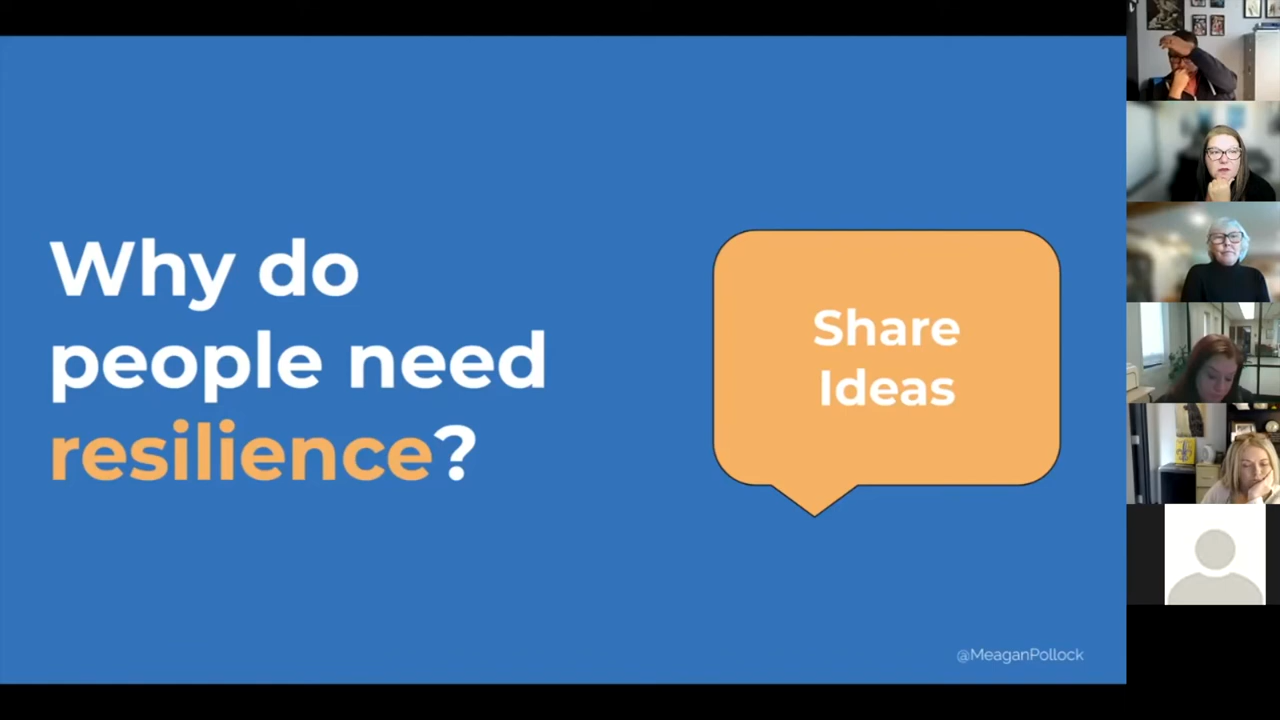 Why do
people need
resilience?
Share
Ideas
@MeaganPollock